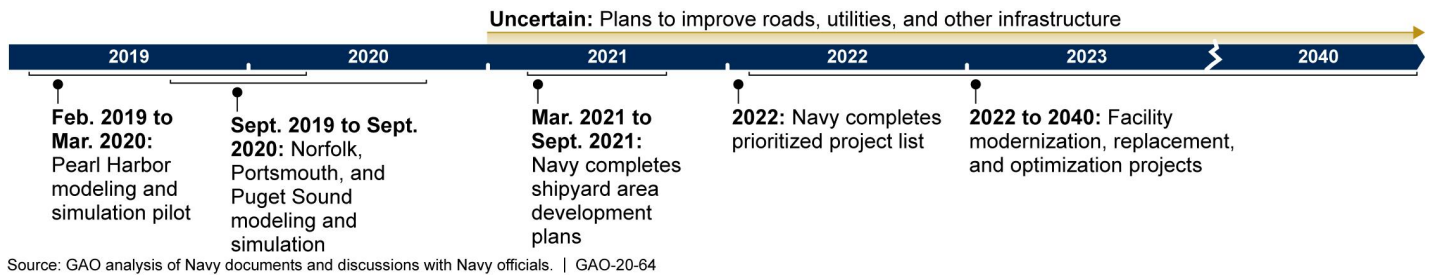 Uncertain: Plans to improve roads, utilities, and other infrastructure
2019 2020 2021 2022 2023 2040
Feb. 2019 to
Mar. 2020:
Pearl Harbor
modeling and
simulation pilot
Sept. 2019 to Sept.
2020: Norfolk,
Portsmouth, and
Puget Sound
modeling and
simulation
Mar. 2021 to
Sept. 2021:
Navy completes
shipyard area
development
plans
2022: Navy completes
prioritized project list
2022 to 2040: Facility
modernization, replacement,
and optimization projects
Source: GAO analysis of Navy documents and discussions with Navy officials. | GAO-20-64